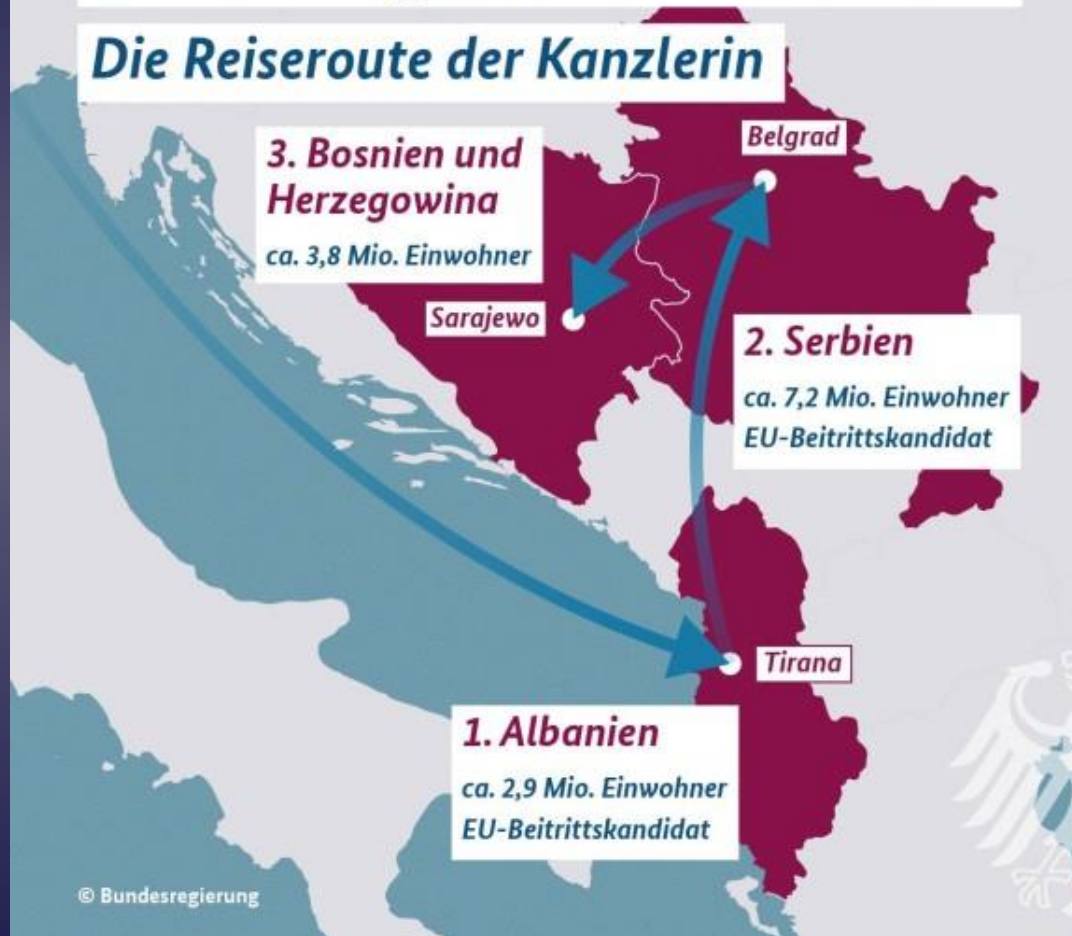 Die Reiseroute der Kanzlerin
Belgrad
3. Bosnien und
Herzegowina
ca. 3,8 Mio. Einwohner
Sarajewo
2. Serbien
ca. 7,2 Mio. Einwohner
EU-Beitrittskandidat
Tirana
1. Albanien
ca. 2,9 Mio. Einwohner
EU-Beitrittskandidat
© Bundesregierung